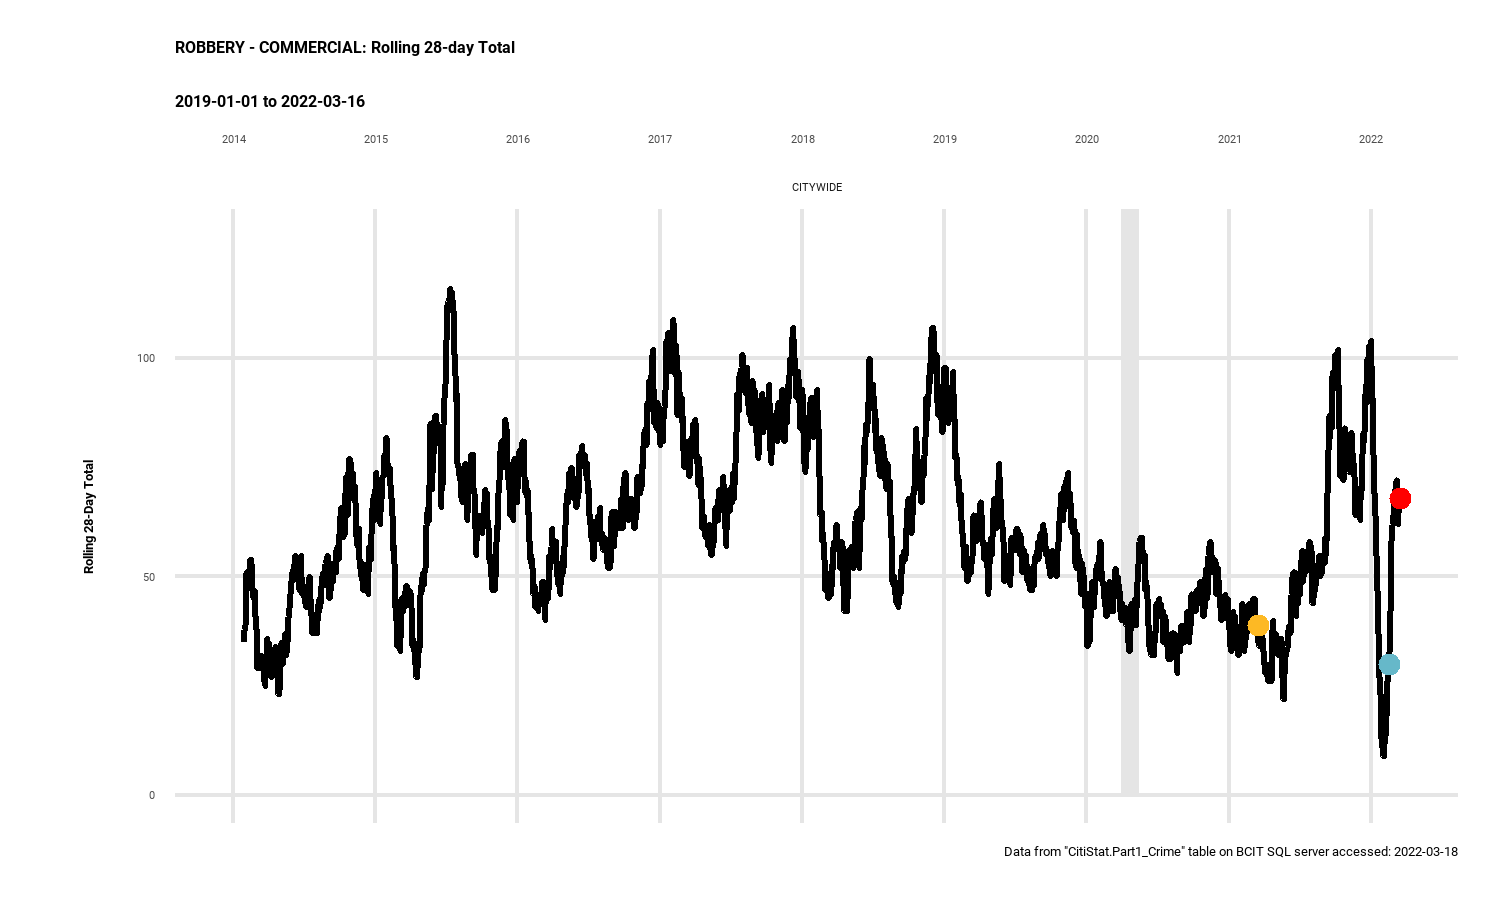 ROBBERY - COMMERCIAL: Rolling 28-day Total
2019-01-01 to 2022-03-16
2014 2015 2016 2017 2018 2019 2020 2021 2022
CITYWIDE
100
50
0
Rolling 28-Day Total
Data from "CitiStat.Part1_Crime" table on BCIT SQL server accessed: 2022-03-18